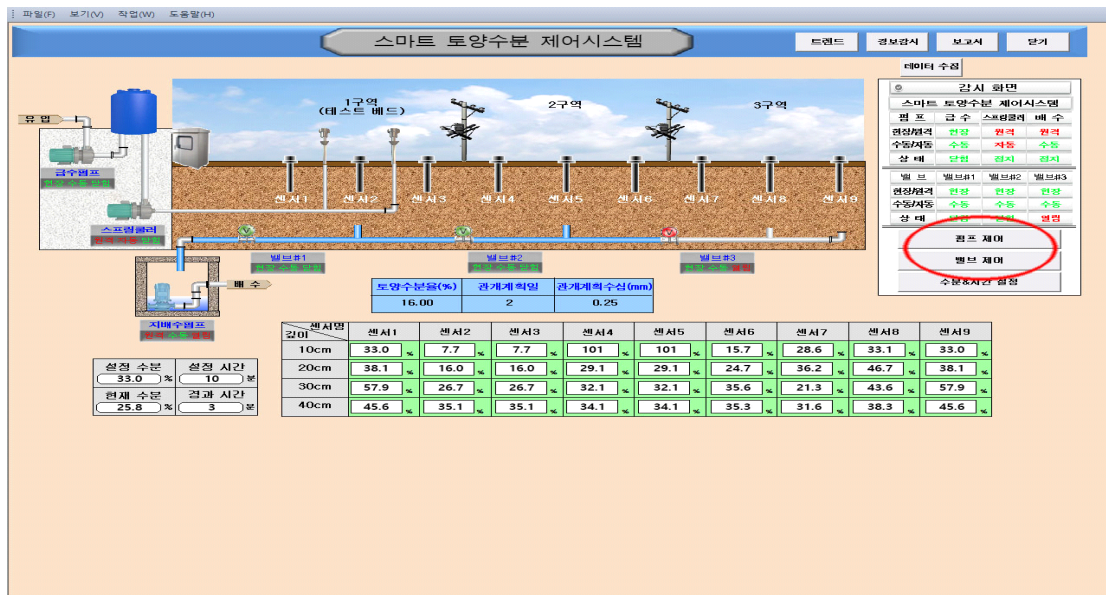 파일(F) 보기(V) 작업(W) 도움말(H)
스마트 토양수분 제어시스템
트렌드 경보감시 보고서 닫기
데이터 수집
감시 화면
스마트 토양수분 제어시스템
펌 프 급 수 스프링쿨러 배 수
현장/원격 현장 원격 원격
수동/자동 수동 자동 수동
상 태 닫힘 정지 정지
밸 브 밸브#1 밸브#2 밸브#3
현장/원격 현장 현장 현장
수동/자동 수동 수동 수동
상 태 열림
펌프 제어
밸브 제어
수분&시간 설정
1구역
(테스트 베드)
2구역
3구역
유 입
급수펌프
센서1 센서2 센서3 센서4 센서5 센서6 센서7 센서8 센서9
스프링쿨러
밸브#1 밸브#2 밸브#3
배 수
지배수펌프
토양수분율(%) 관개계획일 관개계획수심(mm)
16.00 2 0.25
센서명 센서1 센서2 센서3 센서4 센서5 센서6 센서7 센서8 센서9
깊이
10cm 33.0 % 7.7 % 7.7 % 101 % 101 % 15.7 % 28.6 % 33.1 % 33.0 %
20cm 38.1 % 16.0 % 16.0 % 29.1 % 29.1 % 24.7 % 36.2 % 46.7 % 38.1 %
30cm 57.9 % 26.7 % 26.7 % 32.1 % 32.1 % 35.6 % 21.3 % 43.6 % 57.9 %
40cm 45.6 % 35.1 % 35.1 % 34.1 % 34.1 % 35.3 % 31.6 % 38.3 % 45.6 %
설정 수분 설정 시간
33.0 % 10 분
현재 수분 경과 시간
25.8 % 3 분